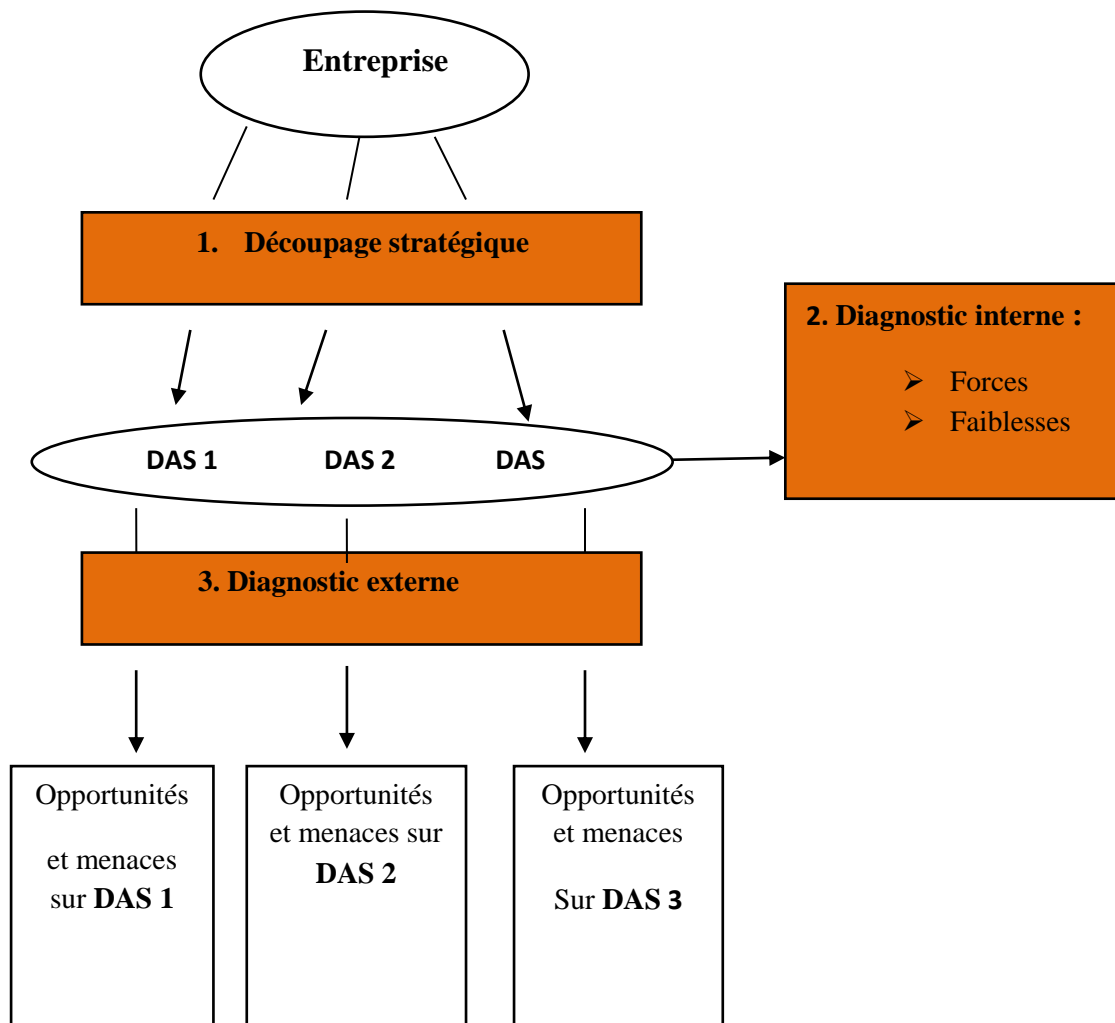 Entreprise
1. Découpage stratégique
2. Diagnostic interne :
➢ Forces
➢ Faiblesses
DAS 1 DAS 2 DAS
3. Diagnostic externe
Opportunités
et menaces
sur DAS 1
Opportunités
et menaces sur
DAS 2
Opportunités
et menaces
Sur DAS 3